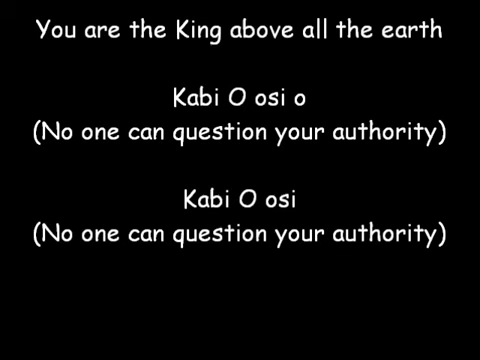 You are the King above all the earth
Kabi O osi o
(No one can question your authority)
Kabi O osi
(No one can question your authority)